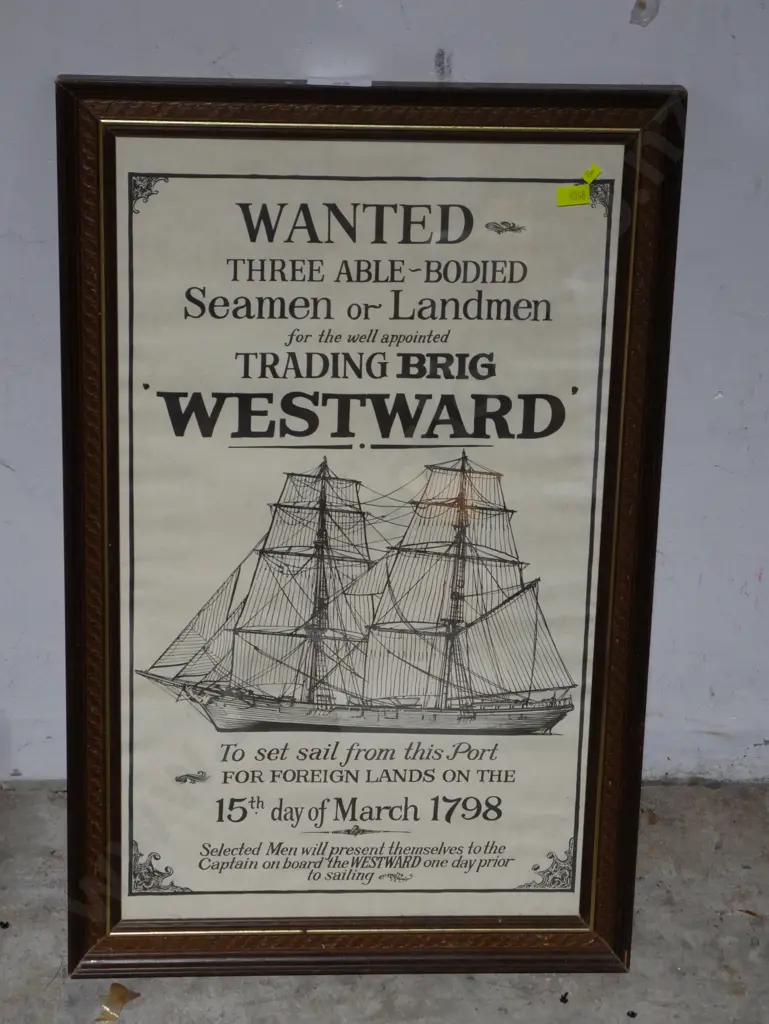 WANTED
THREE ABLE~BODIED
Seamen or Landmen
for the well appointed
TRADING BRIG
'WESTWARD'
To set sail from this Port
FOR FOREIGN LANDS ON THE
15th day of March 1798
Selected Men will present themselves to the
Captain on board the WESTWARD one day prior
to sailing